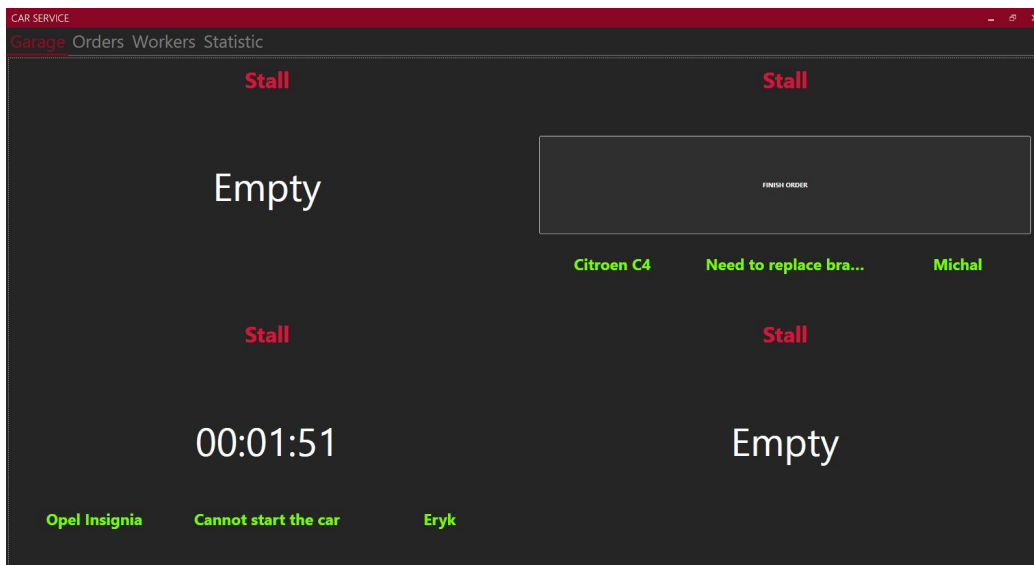 CAR SERVICE
Garage Orders Workers Statistic
Stall
Empty
Stall
FINISH ORDER
Citroen C4 Need to replace bra... Michal
Stall
00:01:51
Opel Insignia Cannot start the car Eryk
Stall
Empty